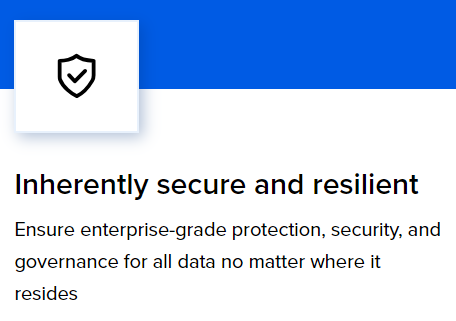 Inherently secure and resilient
Ensure enterprise-grade protection, security, and
governance for all data no matter where it
resides